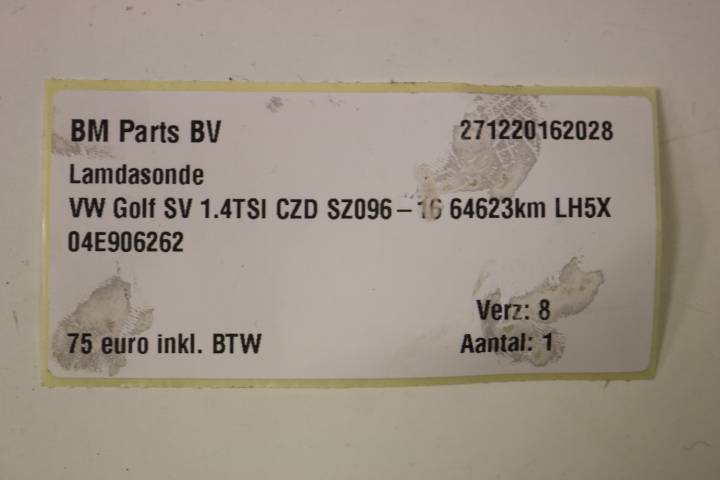 BM Parts BV 271220162028
Lamdasonde
VW Golf SV 1.4TSI CZD SZ096 – 16 64623km LH5X
04E906262
Verz: 8
75 euro inkl. BTW Aantal: 1